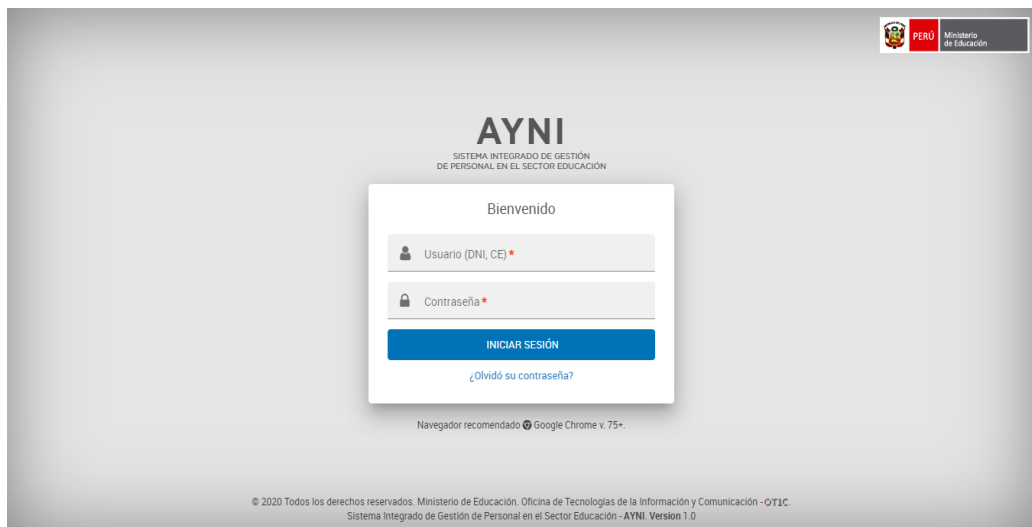 PERÚ
Ministerio
de Educación
AYNI
SISTEMA INTEGRADO DE GESTIÓN
DE PERSONAL EN EL SECTOR EDUCACIÓN
Bienvenido
Usuario (DNI, CE) *
Contraseña *
INICIAR SESIÓN
¿Olvidó su contraseña?
Navegador recomendado Google Chrome v. 75+.
© 2020 Todos los derechos reservados. Ministerio de Educación. Oficina de Tecnologías de la Información y Comunicación - OTIC.
Sistema Integrado de Gestión de Personal en el Sector Educación - AYNI. Version 1.0